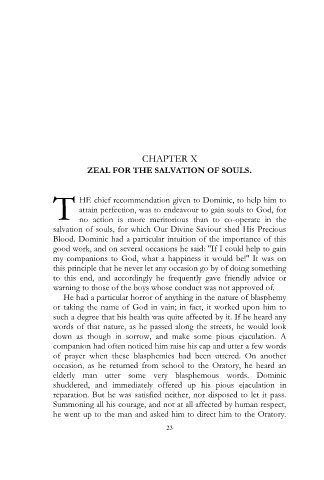 CHAPTER X
ZEAL FOR THE SALVATION OF SOULS.
THE chief recommendation given to Dominic, to help him to
attain perfection, was to endeavour to gain souls to God, for
no action is more meritorious than to co-operate in the
salvation of souls, for which Our Divine Saviour shed His Precious
Blood. Dominic had a particular intuition of the importance of this
good work, and on several occasions he said: "If I could help to gain
my companions to God, what a happiness it would be!" It was on
this principle that he never let any occasion go by of doing something
to this end, and accordingly he frequently gave friendly advice or
warning to those of the boys whose conduct was not approved of.
He had a particular horror of anything in the nature of blasphemy
or taking the name of God in vain; in fact, it worked upon him to
such a degree that his health was quite affected by it. If he heard any
words of that nature, as he passed along the streets, he would look
down as though in sorrow, and make some pious ejaculation. A
companion had often noticed him raise his cap and utter a few words
of prayer when these blasphemies had been uttered. On another
occasion, as he returned from school to the Oratory, he heard an
elderly man utter some very blasphemous words. Dominic
shuddered, and immediately offered up his pious ejaculation in
reparation. But he was satisfied neither, not disposed to let it pass.
Summoning all his courage, and not at all affected by human respect,
he went up to the man and asked him to direct him to the Oratory.
23